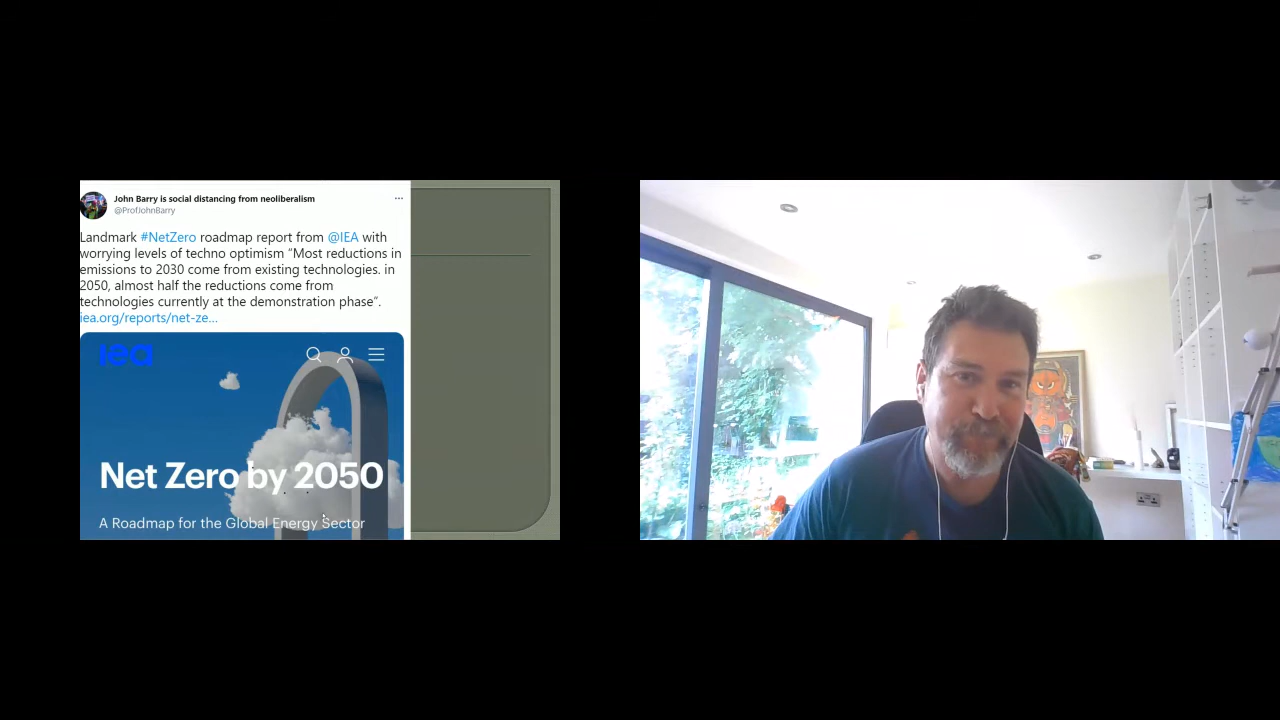 John Barry is social distancing from neoliberalism
@ProfJohnBarry
Landmark #NetZero roadmap report from @IEA with
worrying levels of techno optimism “Most reductions in
emissions to 2030 come from existing technologies. in
2050, almost half the reductions come from
technologies currently at the demonstration phase”.
iea.org/reports/net-ze...
iea
Net Zero by 2050
A Roadmap for the Global Energy Sector